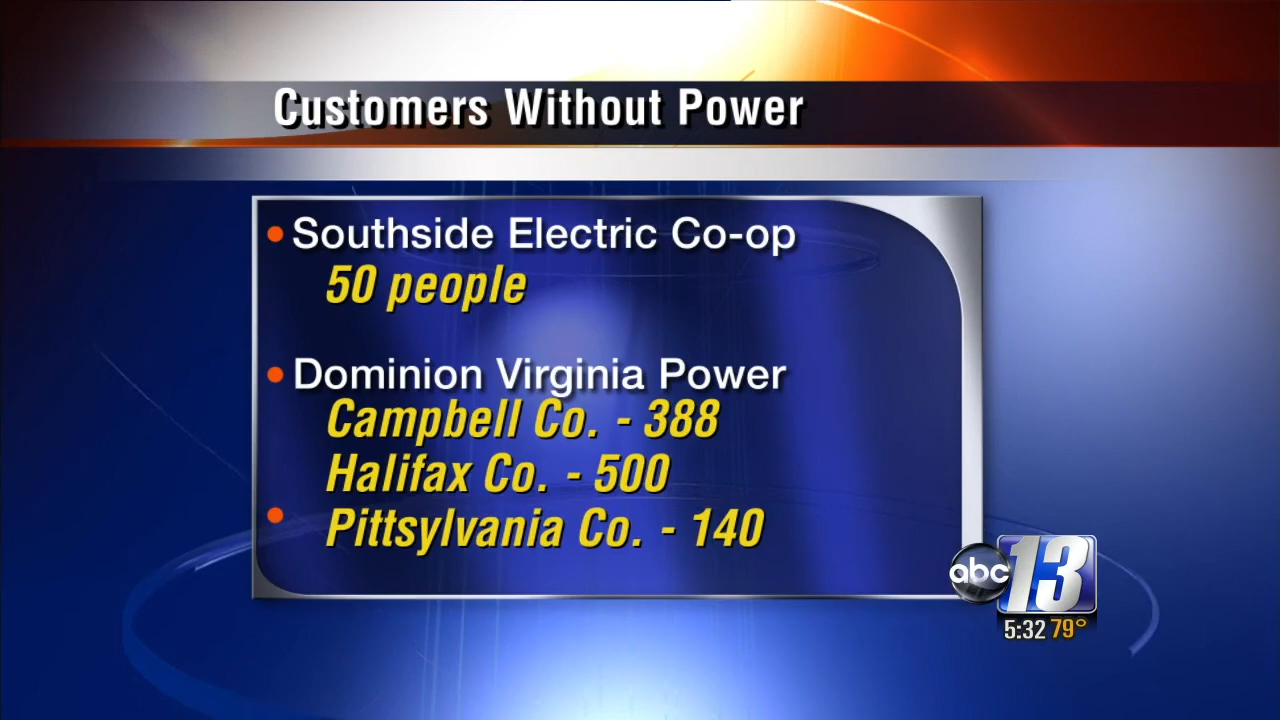 Customers Without Power
• Southside Electric Co-op
50 people
• Dominion Virginia Power
Campbell Co. - 388
Halifax Co. - 500
• Pittsylvania Co. - 140
abc 13
5:32 79°